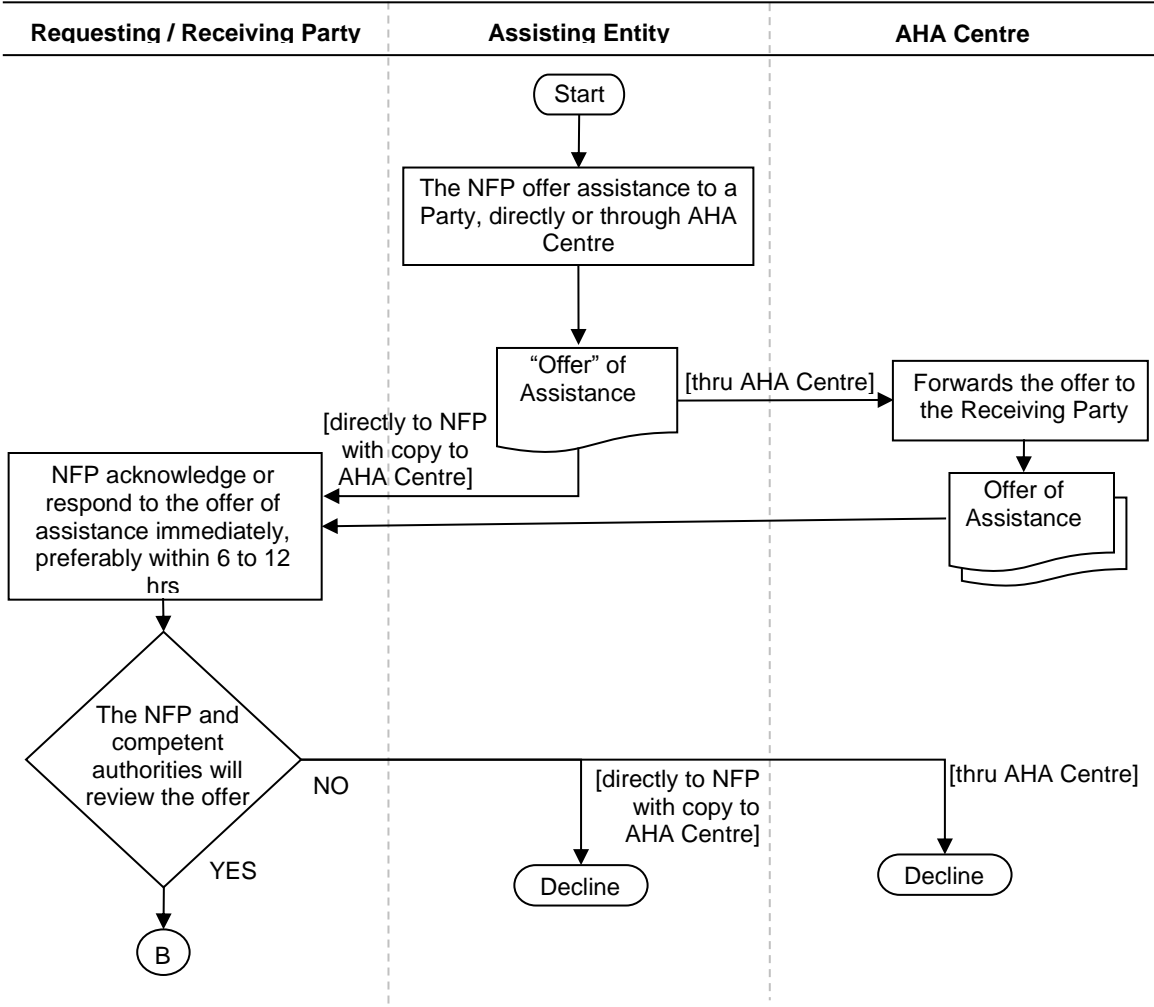 Requesting / Receiving Party
Assisting Entity
AHA Centre
Start
The NFP offer assistance to a
Party, directly or through AHA
Centre
“Offer” of
Assistance
[thru AHA Centre]
Forwards the offer to
the Receiving Party
[directly to NFP
with copy to
AHA Centre]
Offer of
Assistance
NFP acknowledge or
respond to the offer of
assistance immediately,
preferably within 6 to 12
hrs
The NFP and
competent
authorities will
review the offer
NO
[directly to NFP
with copy to
AHA Centre]
[thru AHA Centre]
YES
Decline
Decline
B